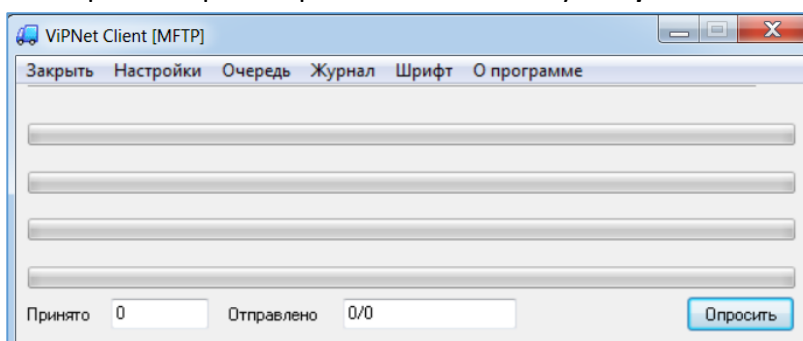 ViPNet Client [MFTP]
Закрыть Настройки Очередь Журнал Шрифт О программе
Принято 0 Отправлено 0/0 Опросить